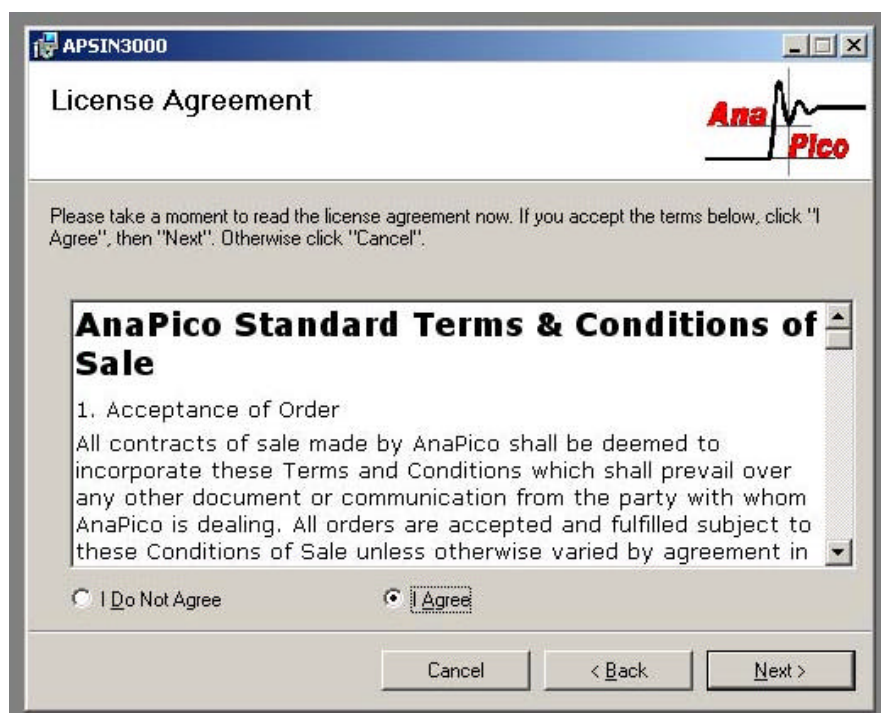 APSIN3000
License Agreement
Ana
Pico
Please take a moment to read the license agreement now. If you accept the terms below, click "I
Agree", then "Next". Otherwise click "Cancel".
AnaPico Standard Terms & Conditions of
Sale
1. Acceptance of Order
All contracts of sale made by AnaPico shall be deemed to
incorporate these Terms and Conditions which shall prevail over
any other document or communication from the party with whom
AnaPico is dealing. All orders are accepted and fulfilled subject to
these Conditions of Sale unless otherwise varied by agreement in
I Do Not Agree
I Agree
Cancel
< Back
Next >